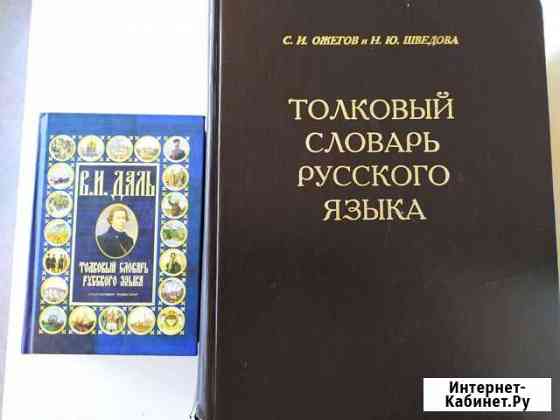 В.И. ДАЛЬ
ТОЛКОВЫЙ СЛОВАРЬ
РУССКОГО ЯЗЫКА
С. И. ОЖЕГОВ и Н. Ю. ШВЕДОВА
ТОЛКОВЫЙ
СЛОВАРЬ
РУССКОГО
ЯЗЫКА
Интернет-
Кабинет.Ру